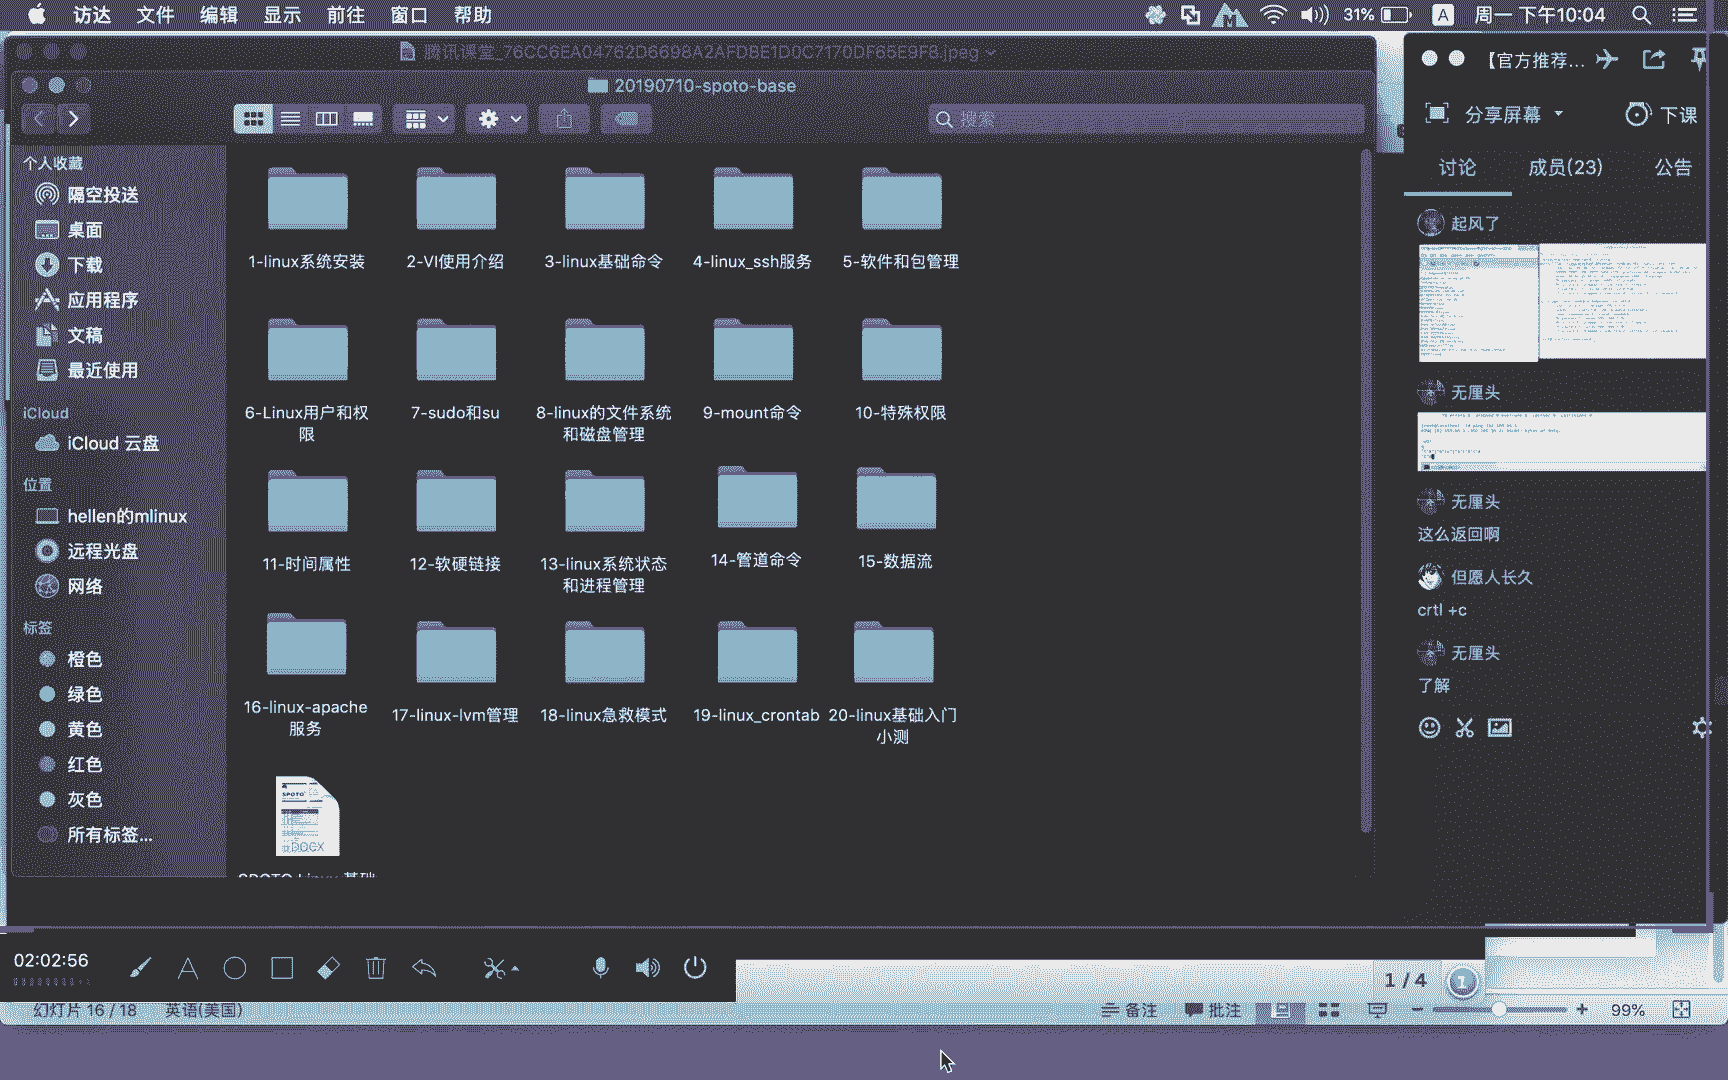 访达 文件 编辑 显示 前往 窗口 帮助
31% A 周一 下午10:04
腾讯课堂_76CC6EA04762D6698A2AFDBE1D0C7170DF65E9F8.jpeg
20190710-spoto-base
搜索
个人收藏
隔空投送
桌面
下载
应用程序
文稿
最近使用
iCloud
iCloud 云盘
位置
hellen的mlinux
远程光盘
网络
标签
橙色
绿色
黄色
红色
灰色
所有标签...
1-linux系统安装
2-VI使用介绍
3-linux基础命令
4-linux_ssh服务
5-软件和包管理
6-Linux用户和权
限
7-sudo和su
8-linux的文件系统
和磁盘管理
9-mount命令
10-特殊权限
11-时间属性
12-软硬链接
13-linux系统状态
和进程管理
14-管道命令
15-数据流
16-linux-apache
服务
17-linux-lvm管理
18-linux急救模式
19-linux_crontab
20-linux基础入门
小测
SPOTO
DOCX
【官方推荐...
分享屏幕
下课
讨论 成员(23) 公告
起风了
无厘头
无厘头
这么返回啊
但愿人长久
crtl +c
无厘头
了解
02:02:56
1 / 4
1
幻灯片 16 / 18 英语(美国)
备注 批注 99%